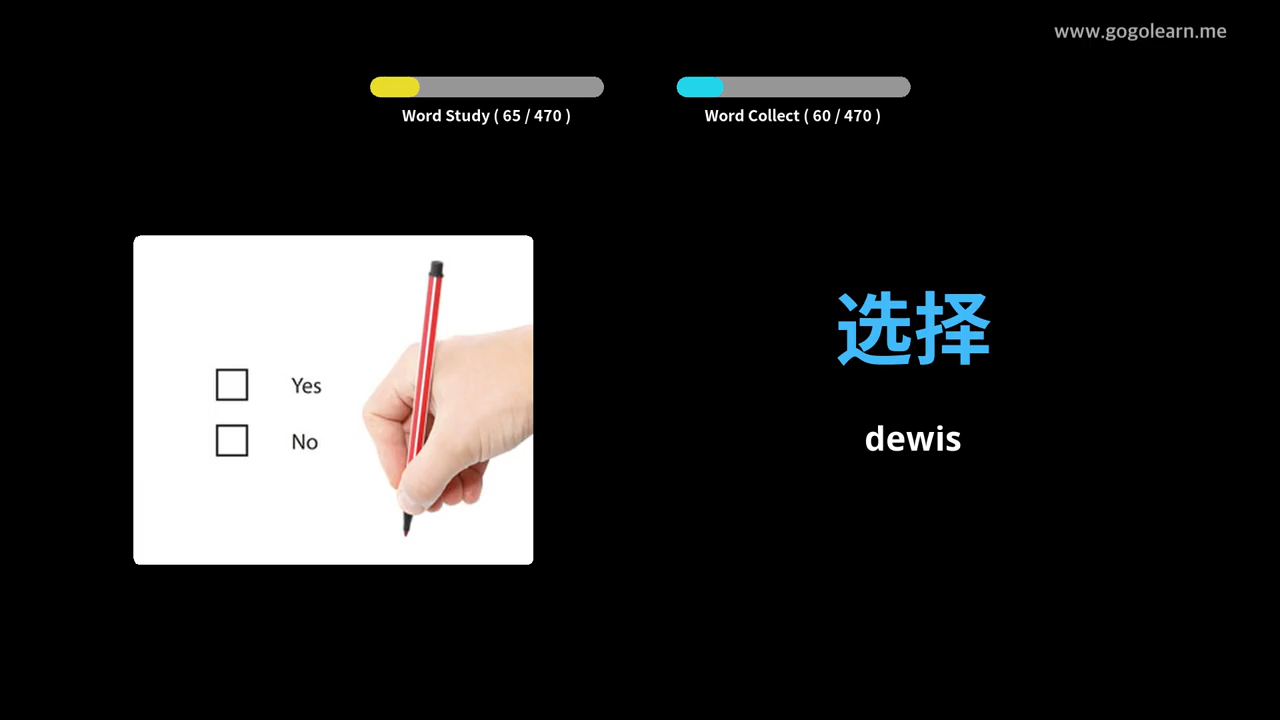 www.gogolearn.me
Word Study ( 65 / 470 )
Word Collect ( 60 / 470 )
Yes
No
选择
dewis